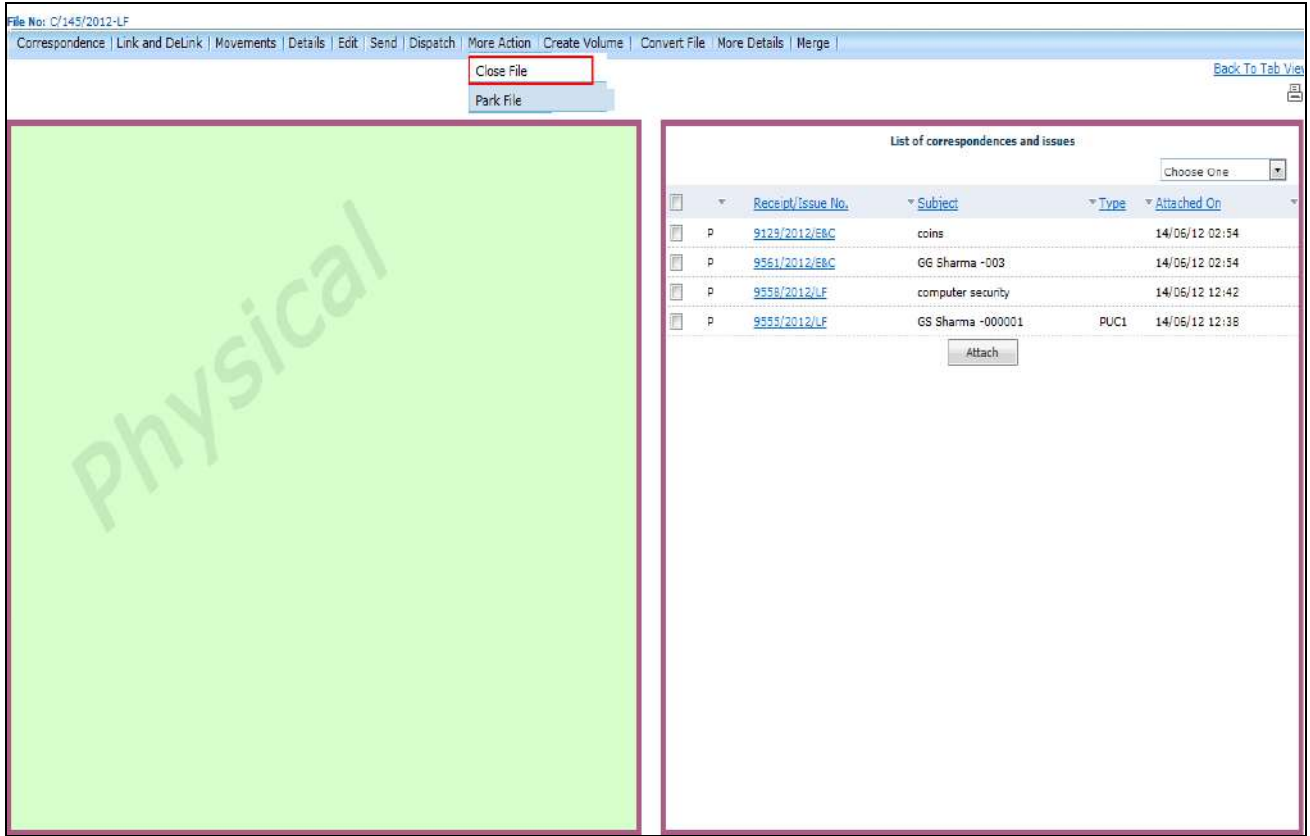 File No: C/145/2012-LF
Correspondence | Link and DeLink | Movements | Details | Edit | Send | Dispatch | More Action | Create Volume | Convert File | More Details | Merge |
Close File
Back To Tab View
Park File
Physical
List of correspondences and issues
Choose One
Receipt/Issue No. Subject Type Attached On
P 9129/2012/E&C coins 14/06/12 02:54
P 9561/2012/E&C GG Sharma -003 14/06/12 02:54
P 9558/2012/LF computer security 14/06/12 12:42
P 9555/2012/LF GS Sharma -000001 PUC1 14/06/12 12:38
Attach